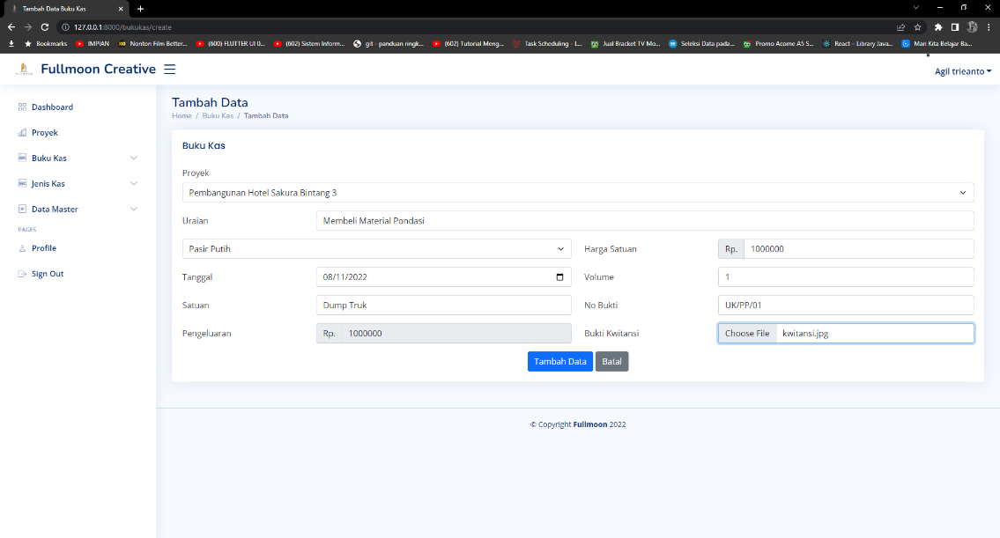 Tambah Data Buku Kas
127.0.0.1:8000/bukukas/create
Bookmarks IMPIAN Nonton Film Better... (600) FLUTTER UI 0... (602) Sistem Inform... git - panduan ringk... (602) Tutorial Meng... Task Scheduling - L... Jual Bracket TV Mo... Seleksi Data pada... Promo Acome A5 S... React – Library Java... Mari Kita Belajar Ba...
Fullmoon Creative
Agil trieanto
Dashboard
Proyek
Buku Kas
Jenis Kas
Data Master
PAGES
Profile
Sign Out
Tambah Data
Home / Buku Kas / Tambah Data
Buku Kas
Proyek
Pembangunan Hotel Sakura Bintang 3
Uraian Membeli Material Pondasi
Pasir Putih Harga Satuan Rp. 1000000
Tanggal 08/11/2022 Volume 1
Satuan Dump Truk No Bukti UK/PP/01
Pengeluaran Rp. 1000000 Bukti Kwitansi Choose File kwitansi.jpg
Tambah Data Batal
© Copyright Fullmoon 2022